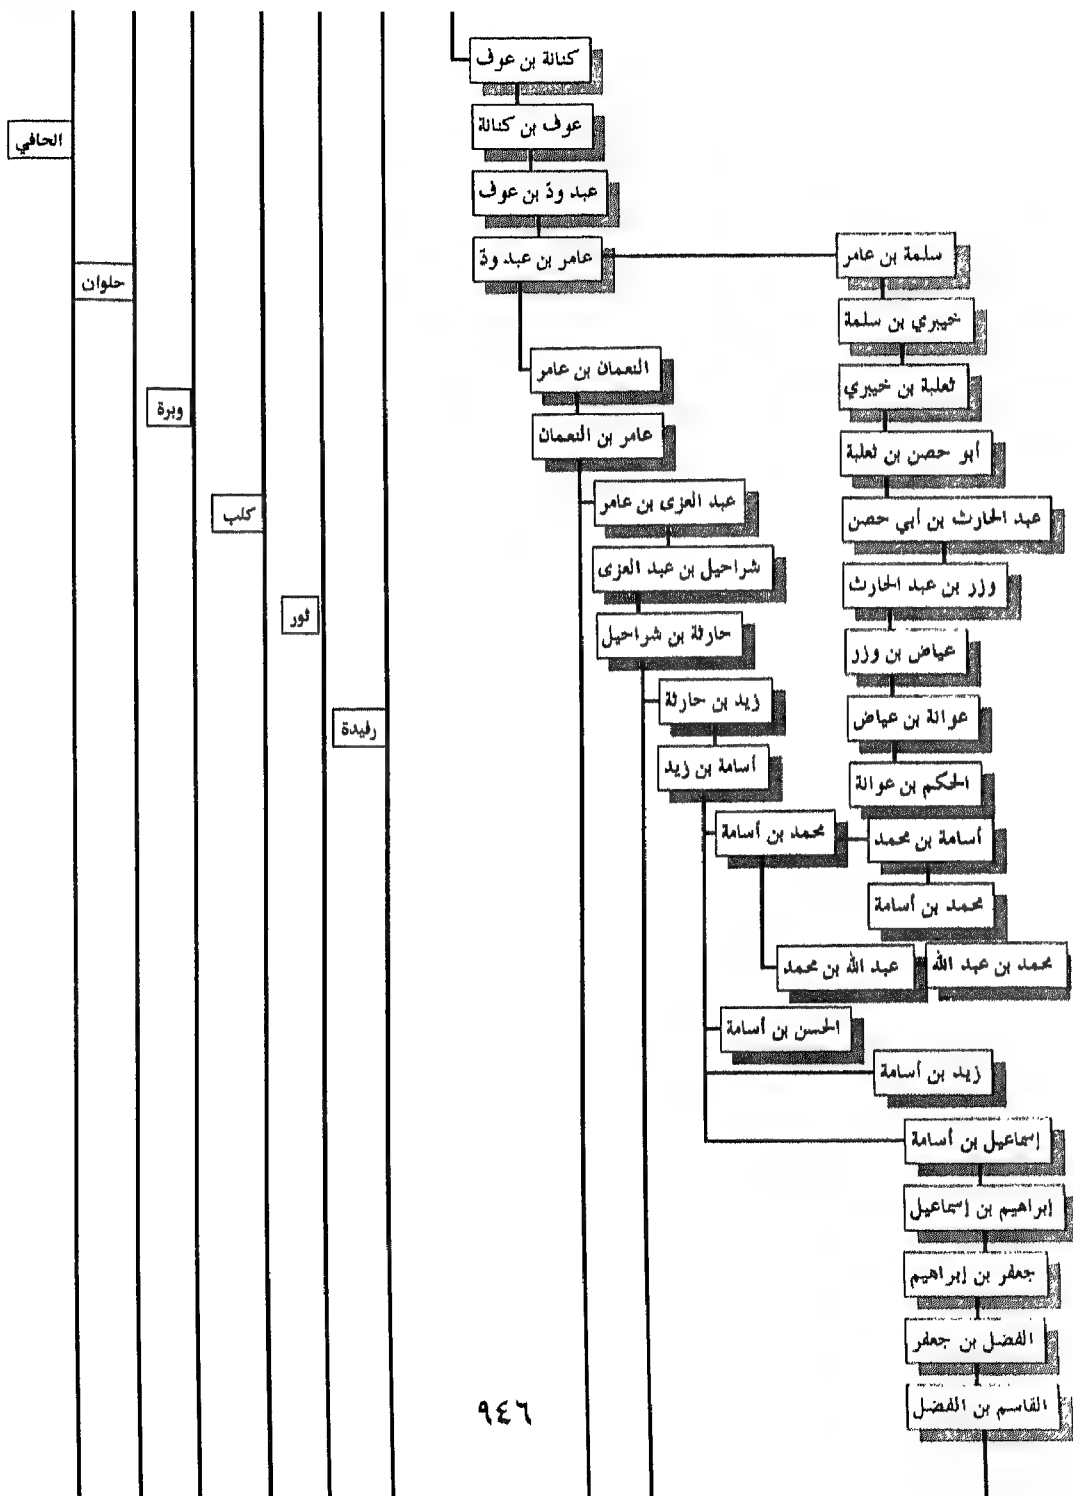 كنانة بن عوف
عوف بن كنانة
الحافي
عبد ودّ بن عوف
عامر بن عبد ودّ
سلمة بن عامر
حلوان
خيبري بن سلمة
النعمان بن عامر
ثعلبة بن خيبري
وبرة
عامر بن النعمان
أبو حصن بن ثعلبة
عبد العزى بن عامر
عبد الحارث بن أبي حصن
كلب
شراحيل بن عبد العزى
وزر بن عبد الحارث
ثور
حارثة بن شراحيل
عياض بن وزر
زيد بن حارثة
عوانة بن عياض
رفيدة
أسامة بن زيد
الحكم بن عوانة
محمد بن أسامة
أسامة بن محمد
محمد بن أسامة
عبد الله بن محمد
محمد بن عبد الله
الحسن بن أسامة
زيد بن أسامة
إسماعيل بن أسامة
إبراهيم بن إسماعيل
جعفر بن إبراهيم
الفضل بن جعفر
القاسم بن الفضل
٩٤٦